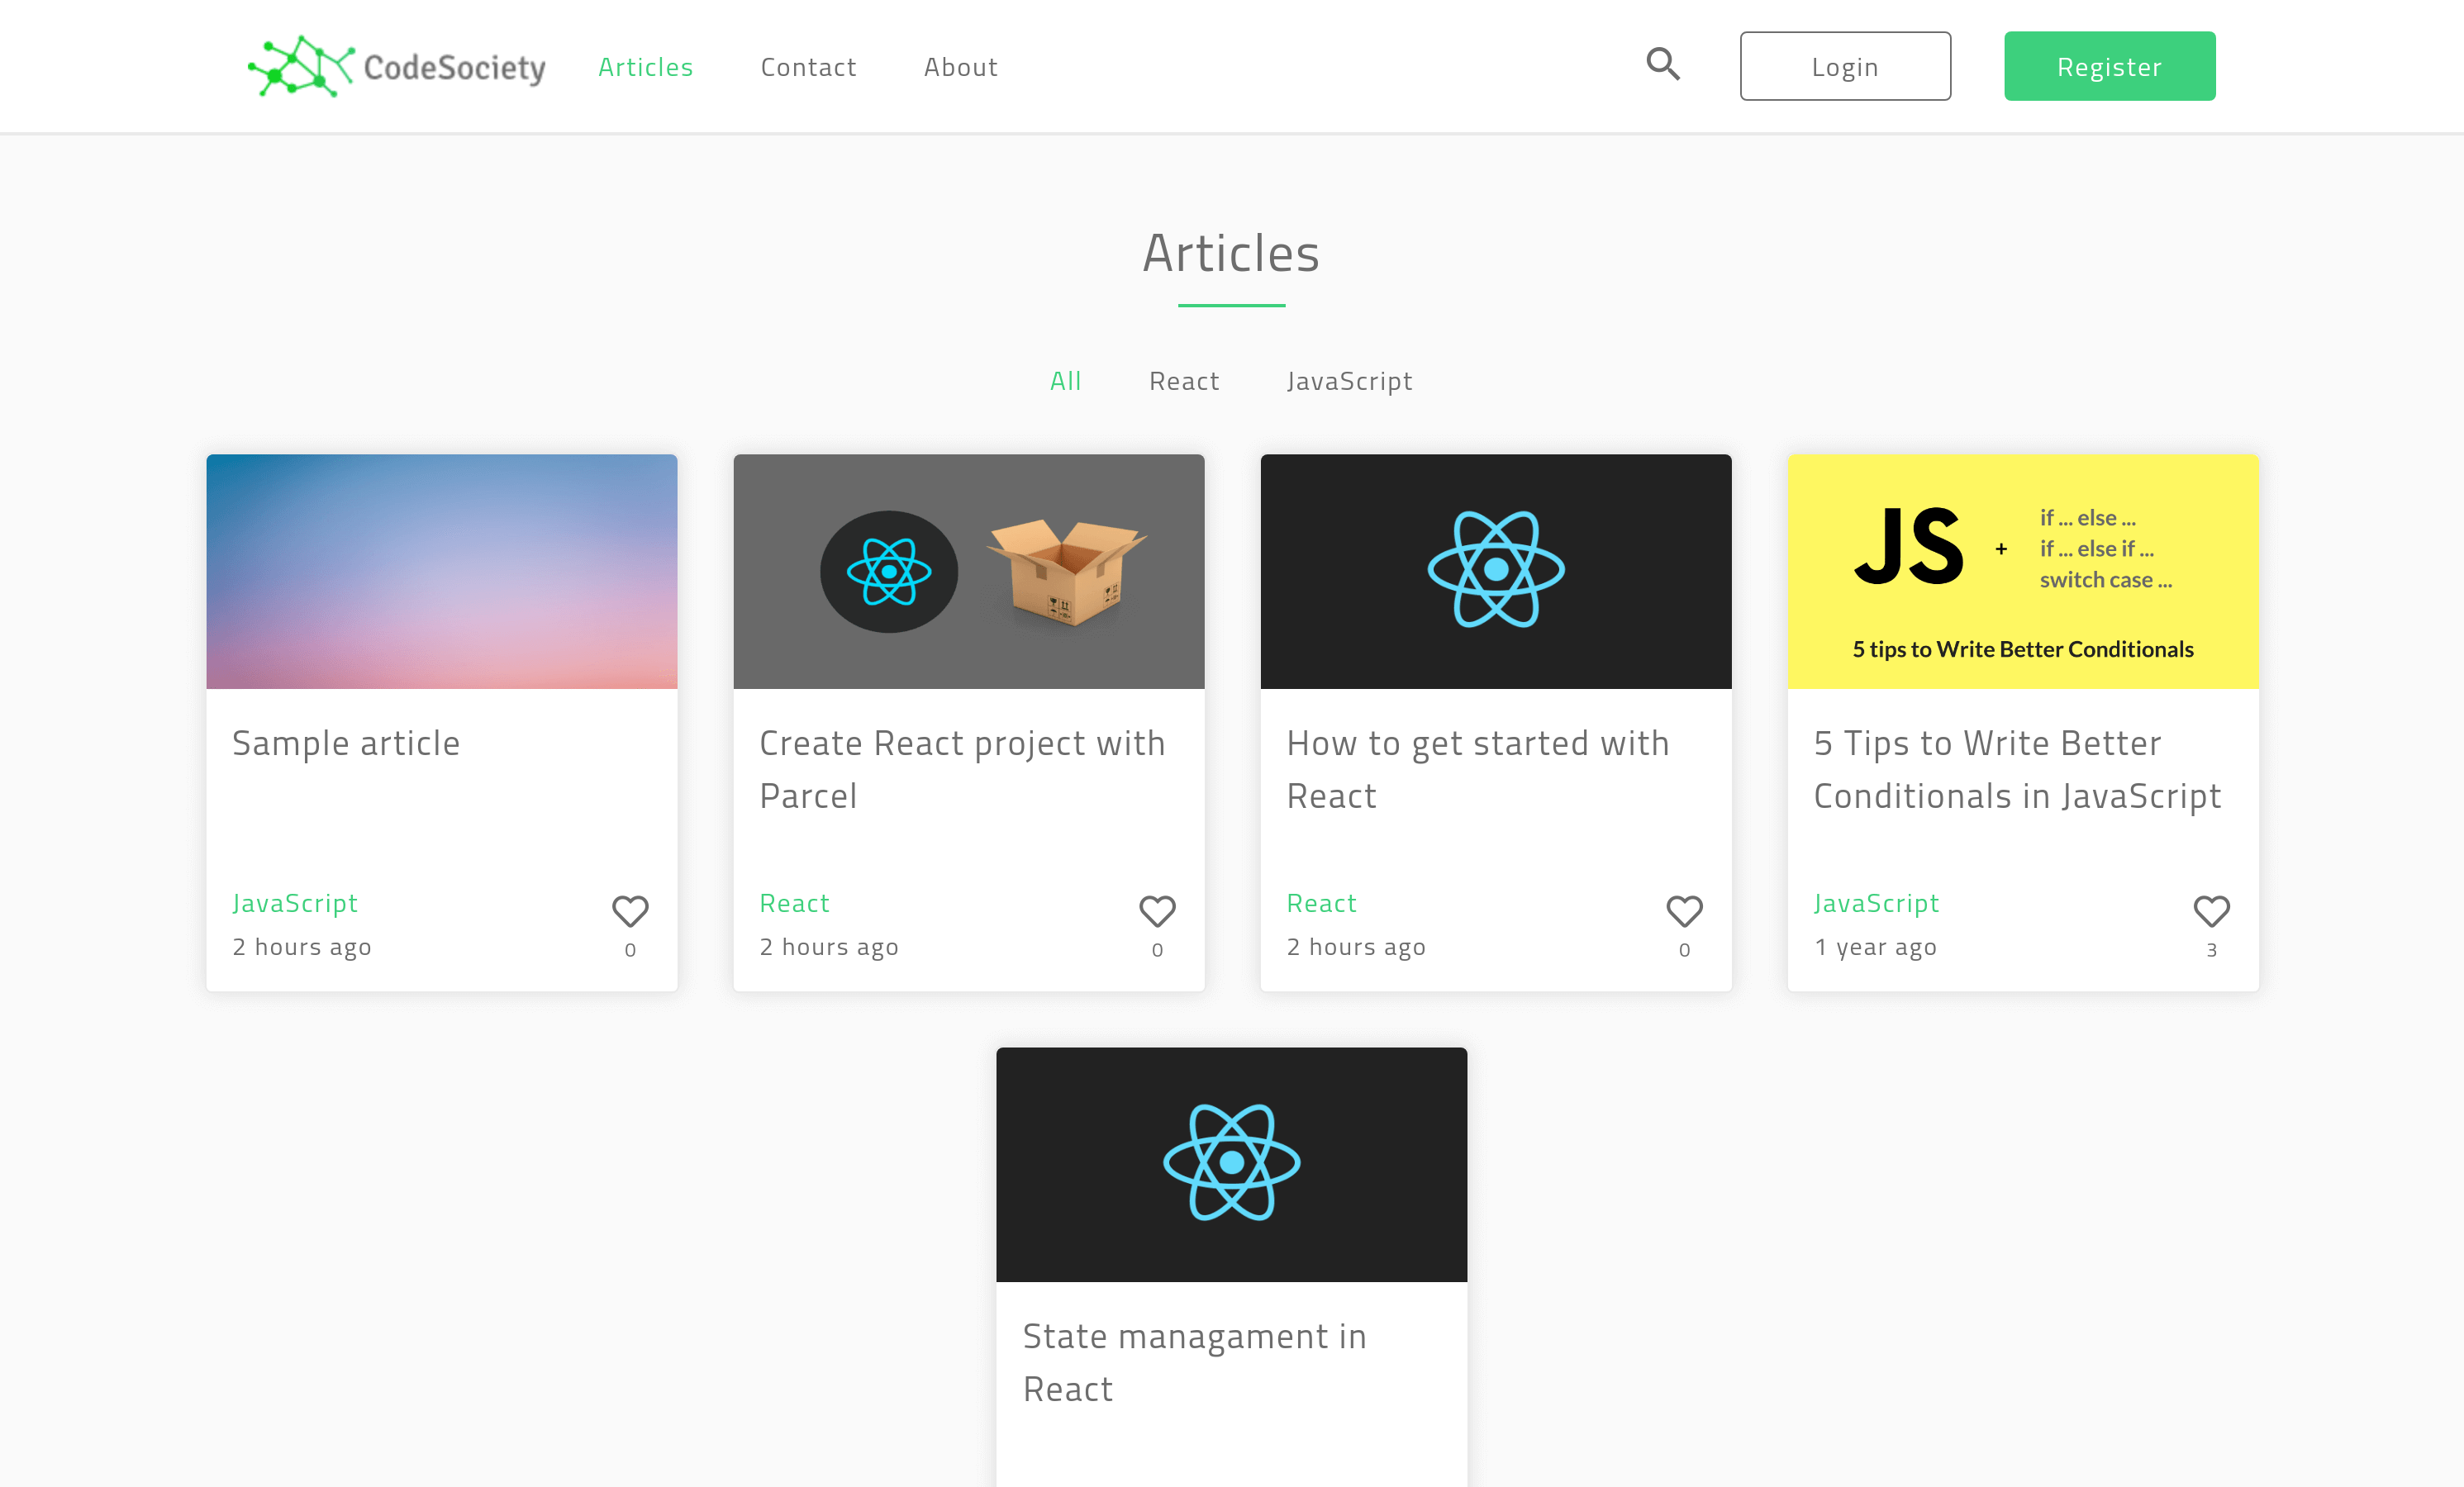 CodeSociety
Articles
Contact
About
Login
Register
Articles
All
React
JavaScript
Sample article
JavaScript
2 hours ago
0
Create React project with
Parcel
React
2 hours ago
0
How to get started with
React
React
2 hours ago
0
JS
+
if ... else ...
if ... else if ...
switch case ...
5 tips to Write Better Conditionals
5 Tips to Write Better
Conditionals in JavaScript
JavaScript
1 year ago
3
State managament in
React